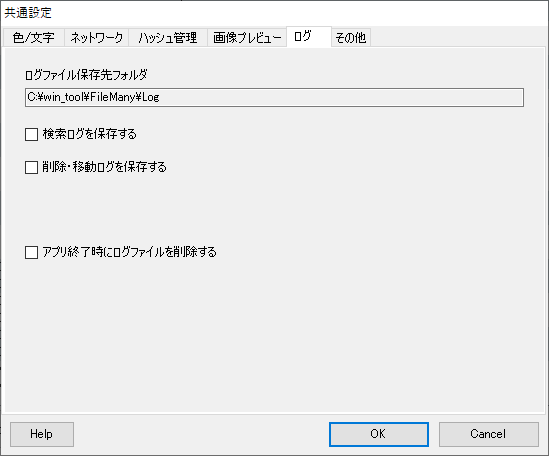 共通設定
色/文字 ネットワーク ハッシュ管理 画像プレビュー ログ その他
ログファイル保存先フォルダ
C:¥win_tool¥FileMany¥Log
検索ログを保存する
削除・移動ログを保存する
アプリ終了時にログファイルを削除する
Help OK Cancel